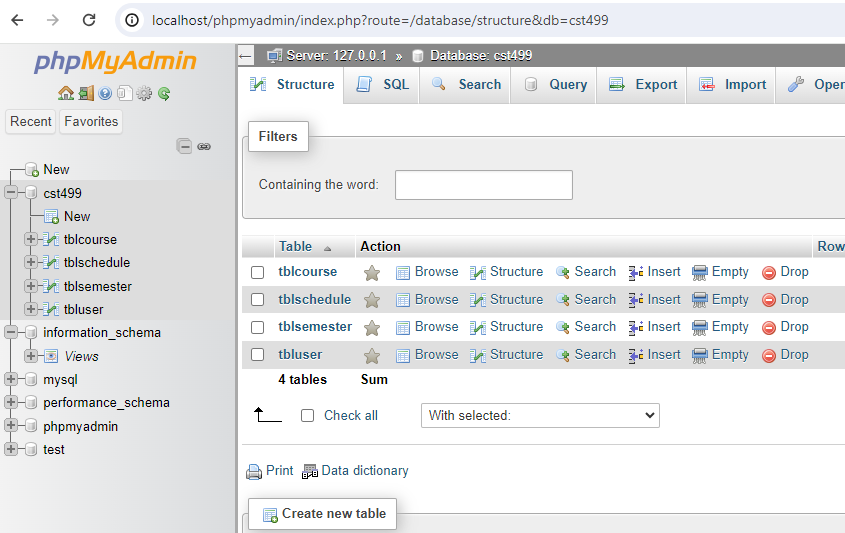 localhost/phpmyadmin/index.php?route=/database/structure&db=cst499
phpMyAdmin
Recent Favorites
New
cst499
New
tblcourse
tblschedule
tblsemester
tbluser
information_schema
Views
mysql
performance_schema
phpmyadmin
test
Server: 127.0.0.1 » Database: cst499
Structure SQL Search Query Export Import Oper
Filters
Containing the word:
Table Action Row
tblcourse Browse Structure Search Insert Empty Drop
tblschedule Browse Structure Search Insert Empty Drop
tblsemester Browse Structure Search Insert Empty Drop
tbluser Browse Structure Search Insert Empty Drop
4 tables Sum
Check all With selected:
Print Data dictionary
Create new table